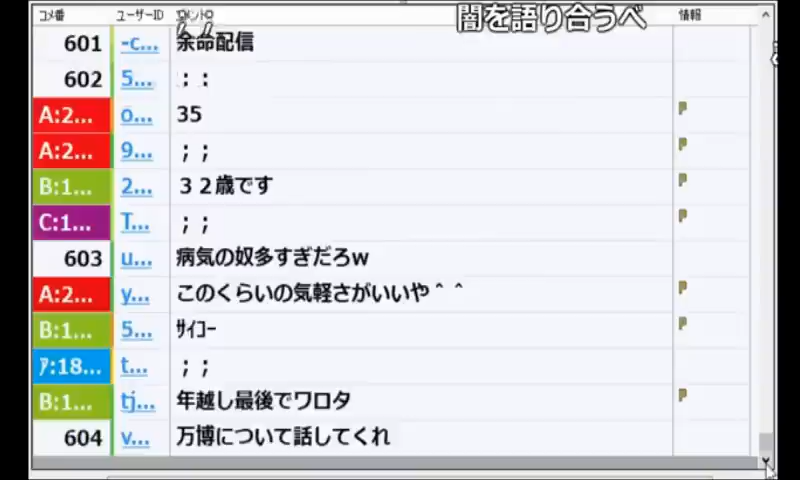 闇を語り合うべ
コメ番 ユーザーID コメント 情報
601 -c... 余命配信
602 5... ；：
A:2... o... 35
A:2... 9... ；；
B:1... 2... ３２歳です
C:1... T... ；；
603 u... 病気の奴多すぎだろw
A:2... y... このくらいの気軽さがいいや＾＾
B:1... 5... ｻｲｺｰ
ｱ:18... t... ；；
B:1... tj... 年越し最後でワロタ
604 v... 万博について話してくれ